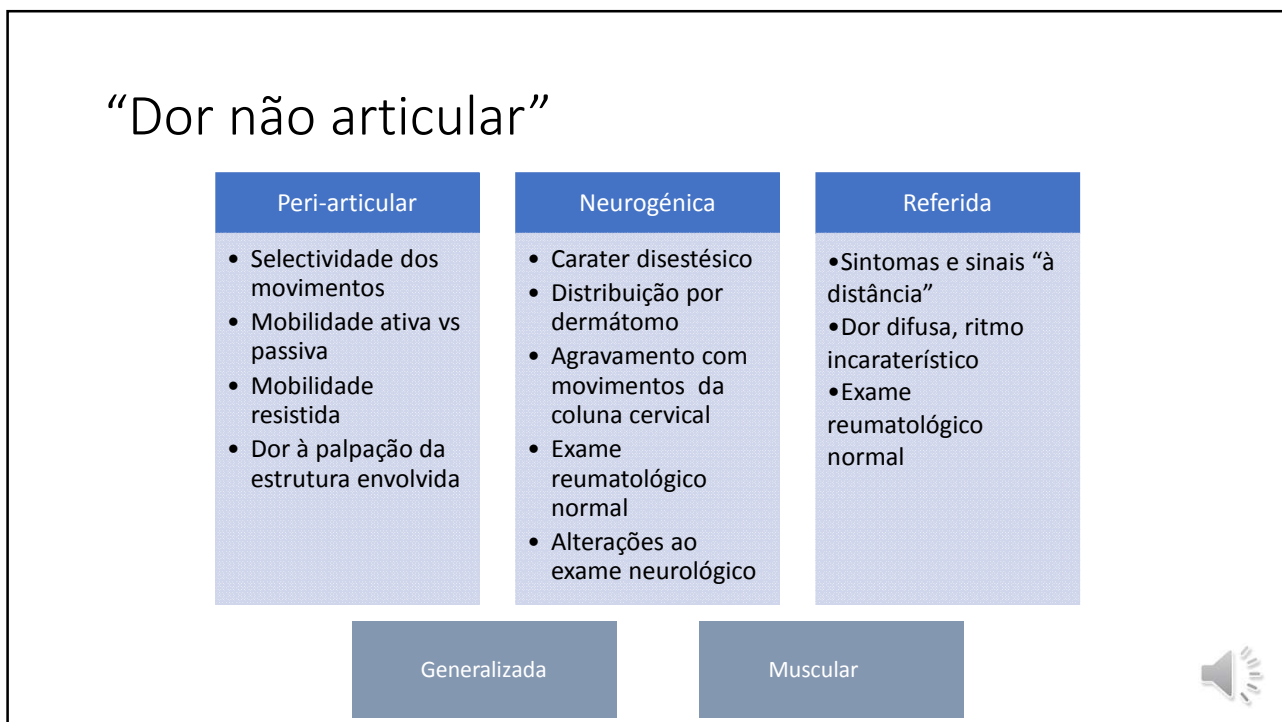 “Dor não articular”
Peri-articular
• Selectividade dos
movimentos
• Mobilidade ativa vs
passiva
• Mobilidade
resistida
• Dor à palpação da
estrutura envolvida
Neurogénica
• Carater disestésico
• Distribuição por
dermátomo
• Agravamento com
movimentos da
coluna cervical
• Exame
reumatológico
normal
• Alterações ao
exame neurológico
Referida
•Sintomas e sinais “à
distância”
•Dor difusa, ritmo
incaraterístico
•Exame
reumatológico
normal
Generalizada
Muscular